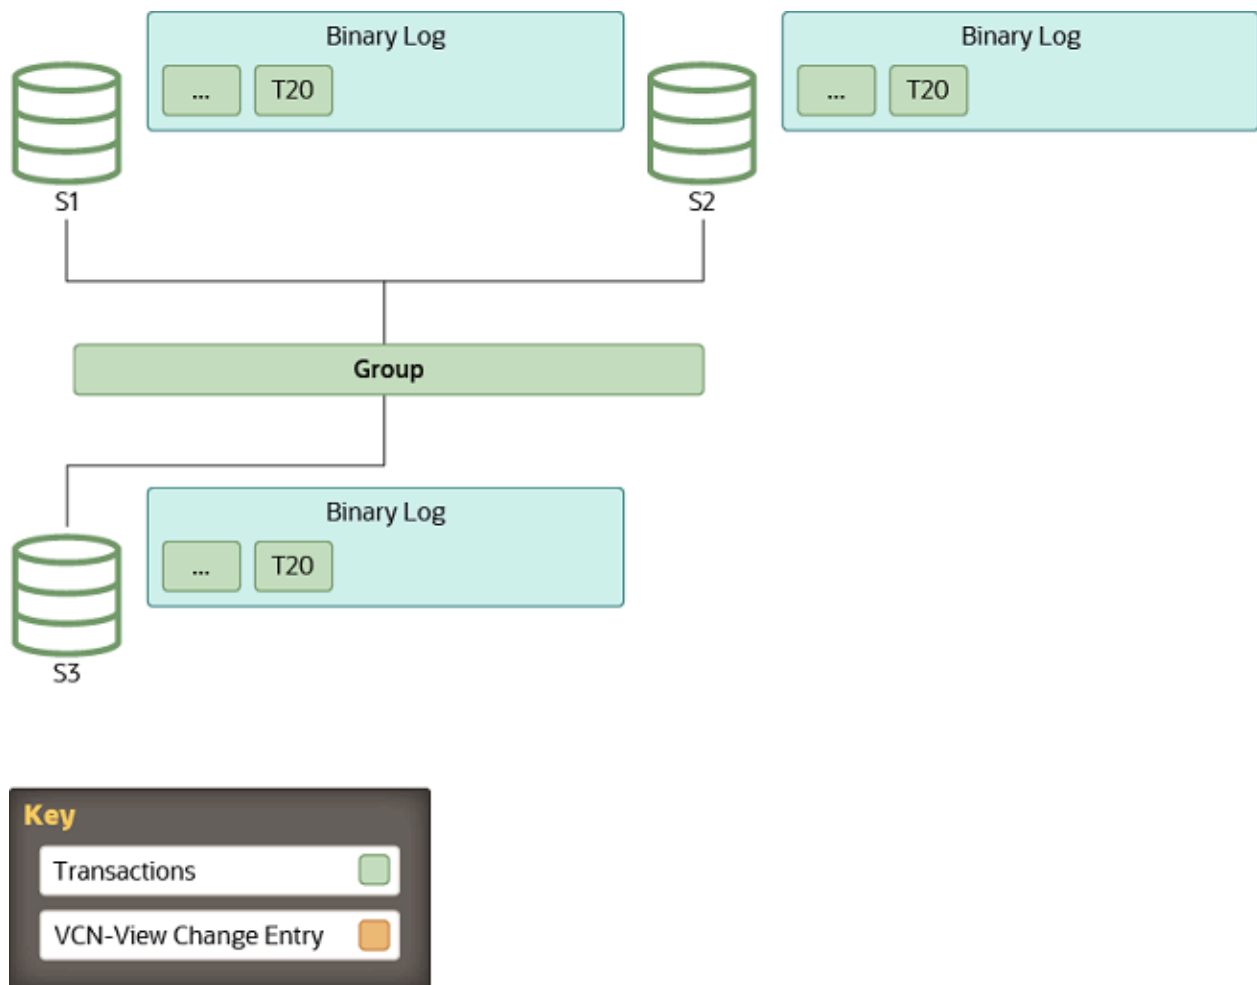 Binary Log
... T20
S1
Binary Log
... T20
S2
Group
Binary Log
... T20
S3
Key
Transactions
VCN-View Change Entry